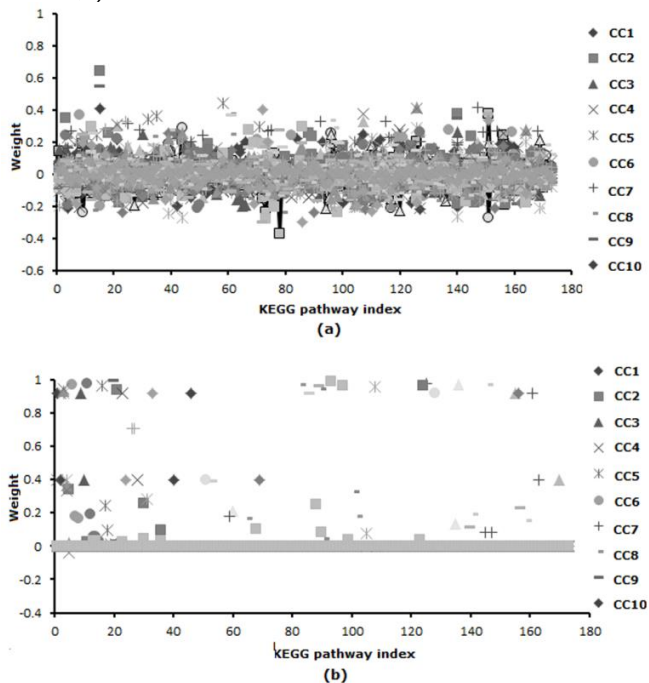 1
0.8
0.6
0.4
0.2
0
-0.2
-0.4
-0.6
Weight
0 20 40 60 80 100 120 140 160 180
KEGG pathway index
(a)
CC1
CC2
CC3
CC4
CC5
CC6
CC7
CC8
CC9
CC10
1
0.8
0.6
0.4
0.2
0
-0.2
-0.4
Weight
0 20 40 60 80 100 120 140 160 180
KEGG pathway index
(b)
CC1
CC2
CC3
CC4
CC5
CC6
CC7
CC8
CC9
CC10